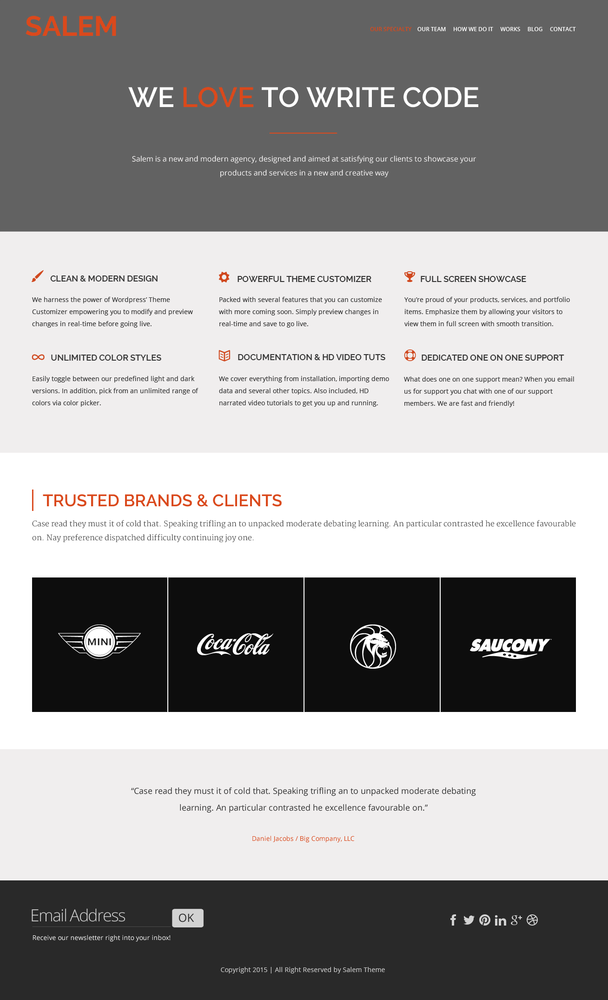 SALEM
OUR SPECIALTY OUR TEAM HOW WE DO IT WORKS BLOG CONTACT
WE LOVE TO WRITE CODE
Salem is a new and modern agency, designed and aimed at satisfying our clients to showcase your
products and services in a new and creative way
CLEAN & MODERN DESIGN
We harness the power of Wordpress’ Theme
Customizer empowering you to modify and preview
changes in real-time before going live.
POWERFUL THEME CUSTOMIZER
Packed with several features that you can customize
with more coming soon. Simply preview changes in
real-time and save to go live.
FULL SCREEN SHOWCASE
You’re proud of your products, services, and portfolio
items. Emphasize them by allowing your visitors to
view them in full screen with smooth transition.
UNLIMITED COLOR STYLES
Easily toggle between our predefined light and dark
versions. In addition, pick from an unlimited range of
colors via color picker.
DOCUMENTATION & HD VIDEO TUTS
We cover everything from installation, importing demo
data and several other topics. Also included, HD
narrated video tutorials to get you up and running.
DEDICATED ONE ON ONE SUPPORT
What does one on one support mean? When you email
us for support you chat with one of our support
members. We are fast and friendly!
TRUSTED BRANDS & CLIENTS
Case read they must it of cold that. Speaking trifling an to unpacked moderate debating learning. An particular contrasted he excellence favourable
on. Nay preference dispatched difficulty continuing joy one.
MINI
Coca-Cola
SAUCONY
“Case read they must it of cold that. Speaking trifling an to unpacked moderate debating
learning. An particular contrasted he excellence favourable on.”
Daniel Jacobs / Big Company, LLC
Email Address
OK
Receive our newsletter right into your inbox!
Copyright 2015 | All Right Reserved by Salem Theme